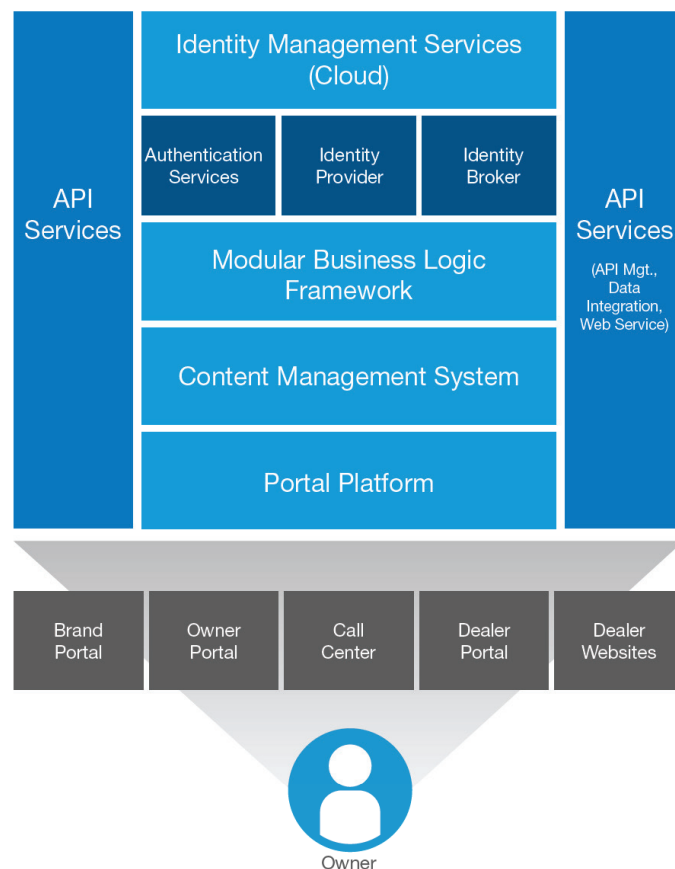 Identity Management Services
(Cloud)
API
Services
Authentication
Services
Identity
Provider
Identity
Broker
API
Services
(API Mgt.,
Data
Integration,
Web Service)
Modular Business Logic
Framework
Content Management System
Portal Platform
Brand
Portal
Owner
Portal
Call
Center
Dealer
Portal
Dealer
Websites
Owner